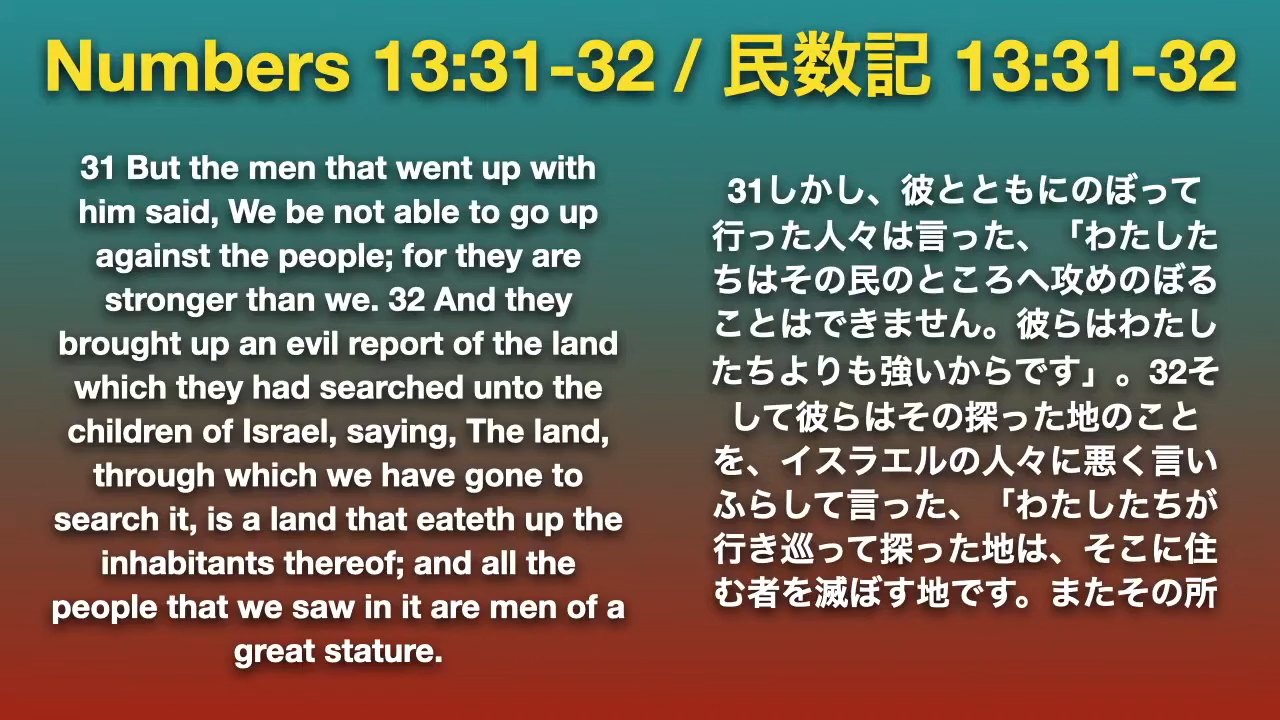 Numbers 13:31-32 / 民数記 13:31-32
31 But the men that went up with
him said, We be not able to go up
against the people; for they are
stronger than we. 32 And they
brought up an evil report of the land
which they had searched unto the
children of Israel, saying, The land,
through which we have gone to
search it, is a land that eateth up the
inhabitants thereof; and all the
people that we saw in it are men of a
great stature.
31しかし、彼とともにのぼって
行った人々は言った、「わたした
ちはその民のところへ攻めのぼる
ことはできません。彼らはわたし
たちよりも強いからです」。32そ
して彼らはその探った地のこと
を、イスラエルの人々に悪く言い
ふらして言った、「わたしたちが
行き巡って探った地は、そこに住
む者を滅ぼす地です。またその所